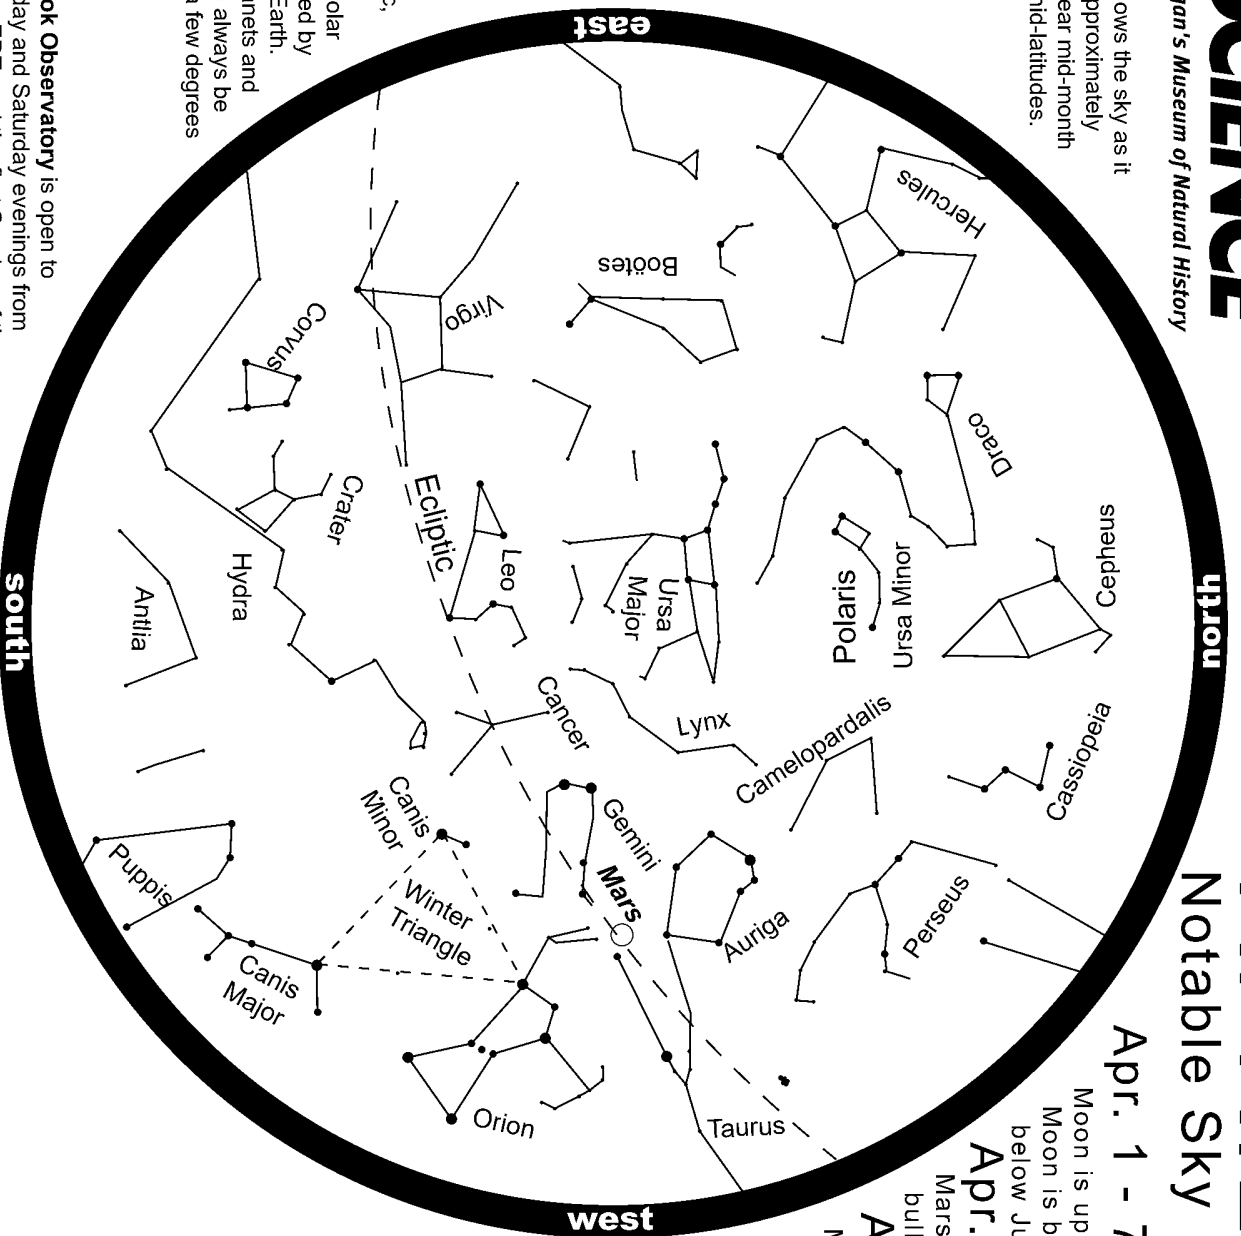 SCIENCE
gan's Museum of Natural History
ows the sky as it
pproximately
ear mid-month
mid-latitudes.
olar
ed by
Earth.
anets and
always be
a few degrees
ok Observatory is open to
day and Saturday evenings from
east
north
south
west
Hercules
Boötes
Virgo
Corvus
Draco
Crater
Ecliptic
Leo
Hydra
Antlia
Ursa
Major
Polaris
Ursa Minor
Cepheus
Cancer
Lynx
Camelopardalis
Cassiopeia
Canis
Minor
Gemini
Mars
Puppis
Winter
Triangle
Auriga
Perseus
Canis
Major
Orion
Taurus
Notable Sky
Apr. 1 - 7
Moon is up
Moon is b
below Ju
Apr.
Mars
bull
A
M